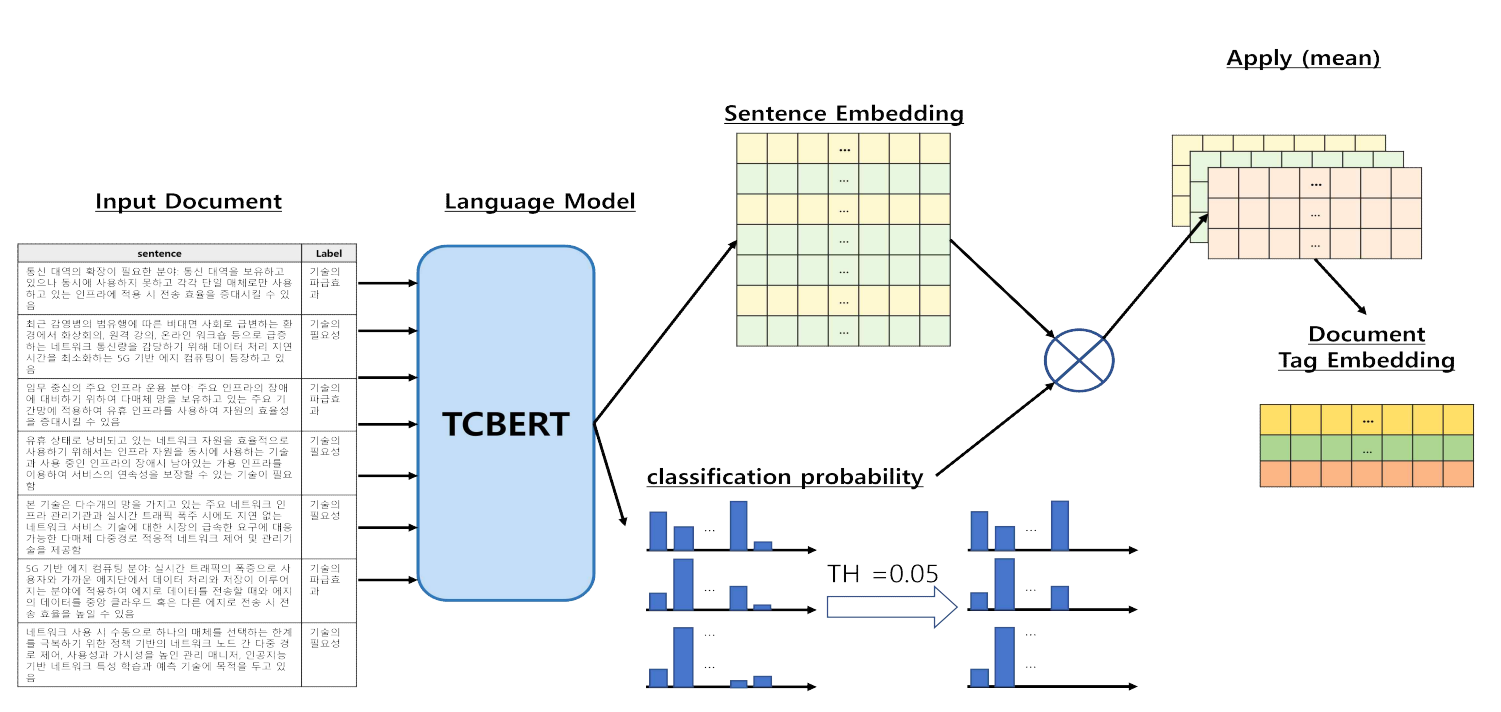 Apply (mean)
Sentence Embedding
...
...
...
...
...
...
...
...
...
...
Input Document
Language Model
sentence Label
통신 대역의 확장이 필요한 분야: 통신 대역을 보유하고
있으나 동시에 사용하지 못하고 각각 단일 매체로만 사용
하고 있는 인프라에 적용 시 전송 효율을 증대시킬 수 있
음
기술의
파급효
과
최근 감염병의 범유행에 따른 비대면 사회로 급변하는 환
경에서 화상회의, 원격 강의, 온라인 워크숍 등으로 급증
하는 네트워크 통신량을 감당하기 위해 데이터 처리 지연
시간을 최소화하는 5G 기반 에지 컴퓨팅이 등장하고 있
음
기술의
필요성
임무 중심의 주요 인프라 운용 분야: 주요 인프라의 장애
에 대비하기 위하여 다매체 망을 보유하고 있는 주요 기
간망에 적용하여 유휴 인프라를 사용하여 자원의 효율성
을 증대시킬 수 있음
기술의
파급효
과
유휴 상태로 낭비되고 있는 네트워크 자원을 효율적으로
사용하기 위해서는 인프라 자원을 동시에 사용하는 기술
과 사용 중인 인프라의 장애시 남아있는 가용 인프라를
이용하여 서비스의 연속성을 보장할 수 있는 기술이 필요
함
기술의
필요성
본 기술은 다수개의 망을 가지고 있는 주요 네트워크 인
프라 관리기관과 실시간 트래픽 폭주 시에도 지연 없는
네트워크 서비스 기술에 대한 시장의 급속한 요구에 대응
가능한 다매체 다중경로 적응적 네트워크 제어 및 관리기
술을 제공함
기술의
필요성
5G 기반 에지 컴퓨팅 분야: 실시간 트래픽의 폭증으로 사
용자와 가까운 에지단에서 데이터 처리와 저장이 이루어
지는 분야에 적용하여 에지로 데이터를 전송할 때와 에지
의 데이터를 중앙 클라우드 혹은 다른 에지로 전송 시 전
송 효율을 높일 수 있음
기술의
파급효
과
네트워크 사용 시 수동으로 하나의 매체를 선택하는 한계
를 극복하기 위한 정책 기반의 네트워크 노드 간 다중 경
로 제어, 사용성과 가시성을 높인 관리 매니저, 인공지능
기반 네트워크 특성 학습과 예측 기술에 목적을 두고 있
음
기술의
필요성
TCBERT
classification probability
...
...
...
...
...
TH =0.05
...
...
...
...
...
Document
Tag Embedding
...
...